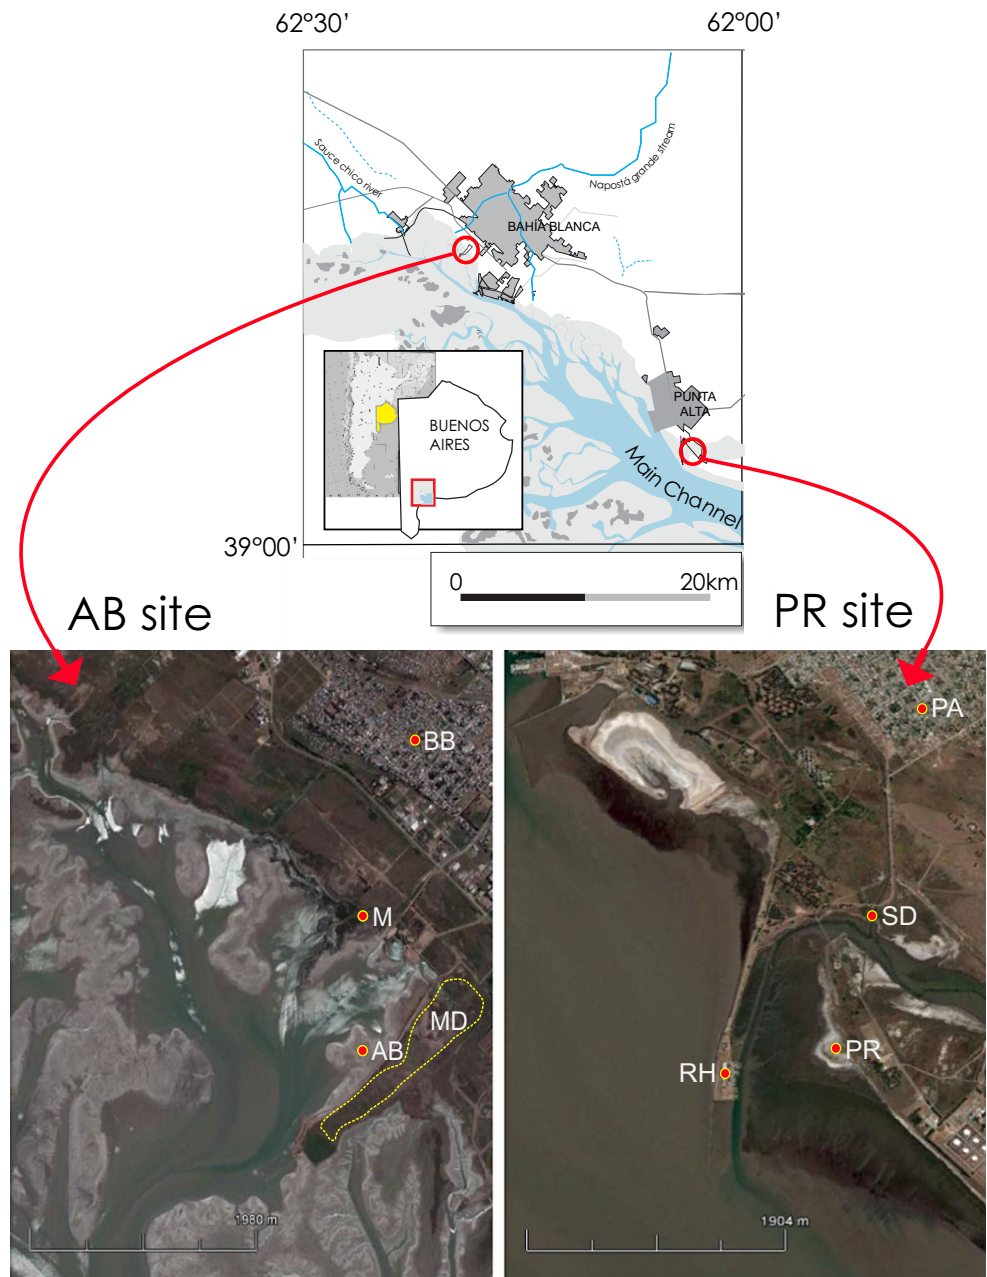 62°30’
62°00’
Sauce chico river
Napostá grande stream
BAHIA BLANCA
PUNTA
ALTA
BUENOS
AIRES
Main Channel
39°00’
0
20km
AB site
PR site
BB
M
MD
AB
1980 m
PA
SD
PR
RH
1904 m